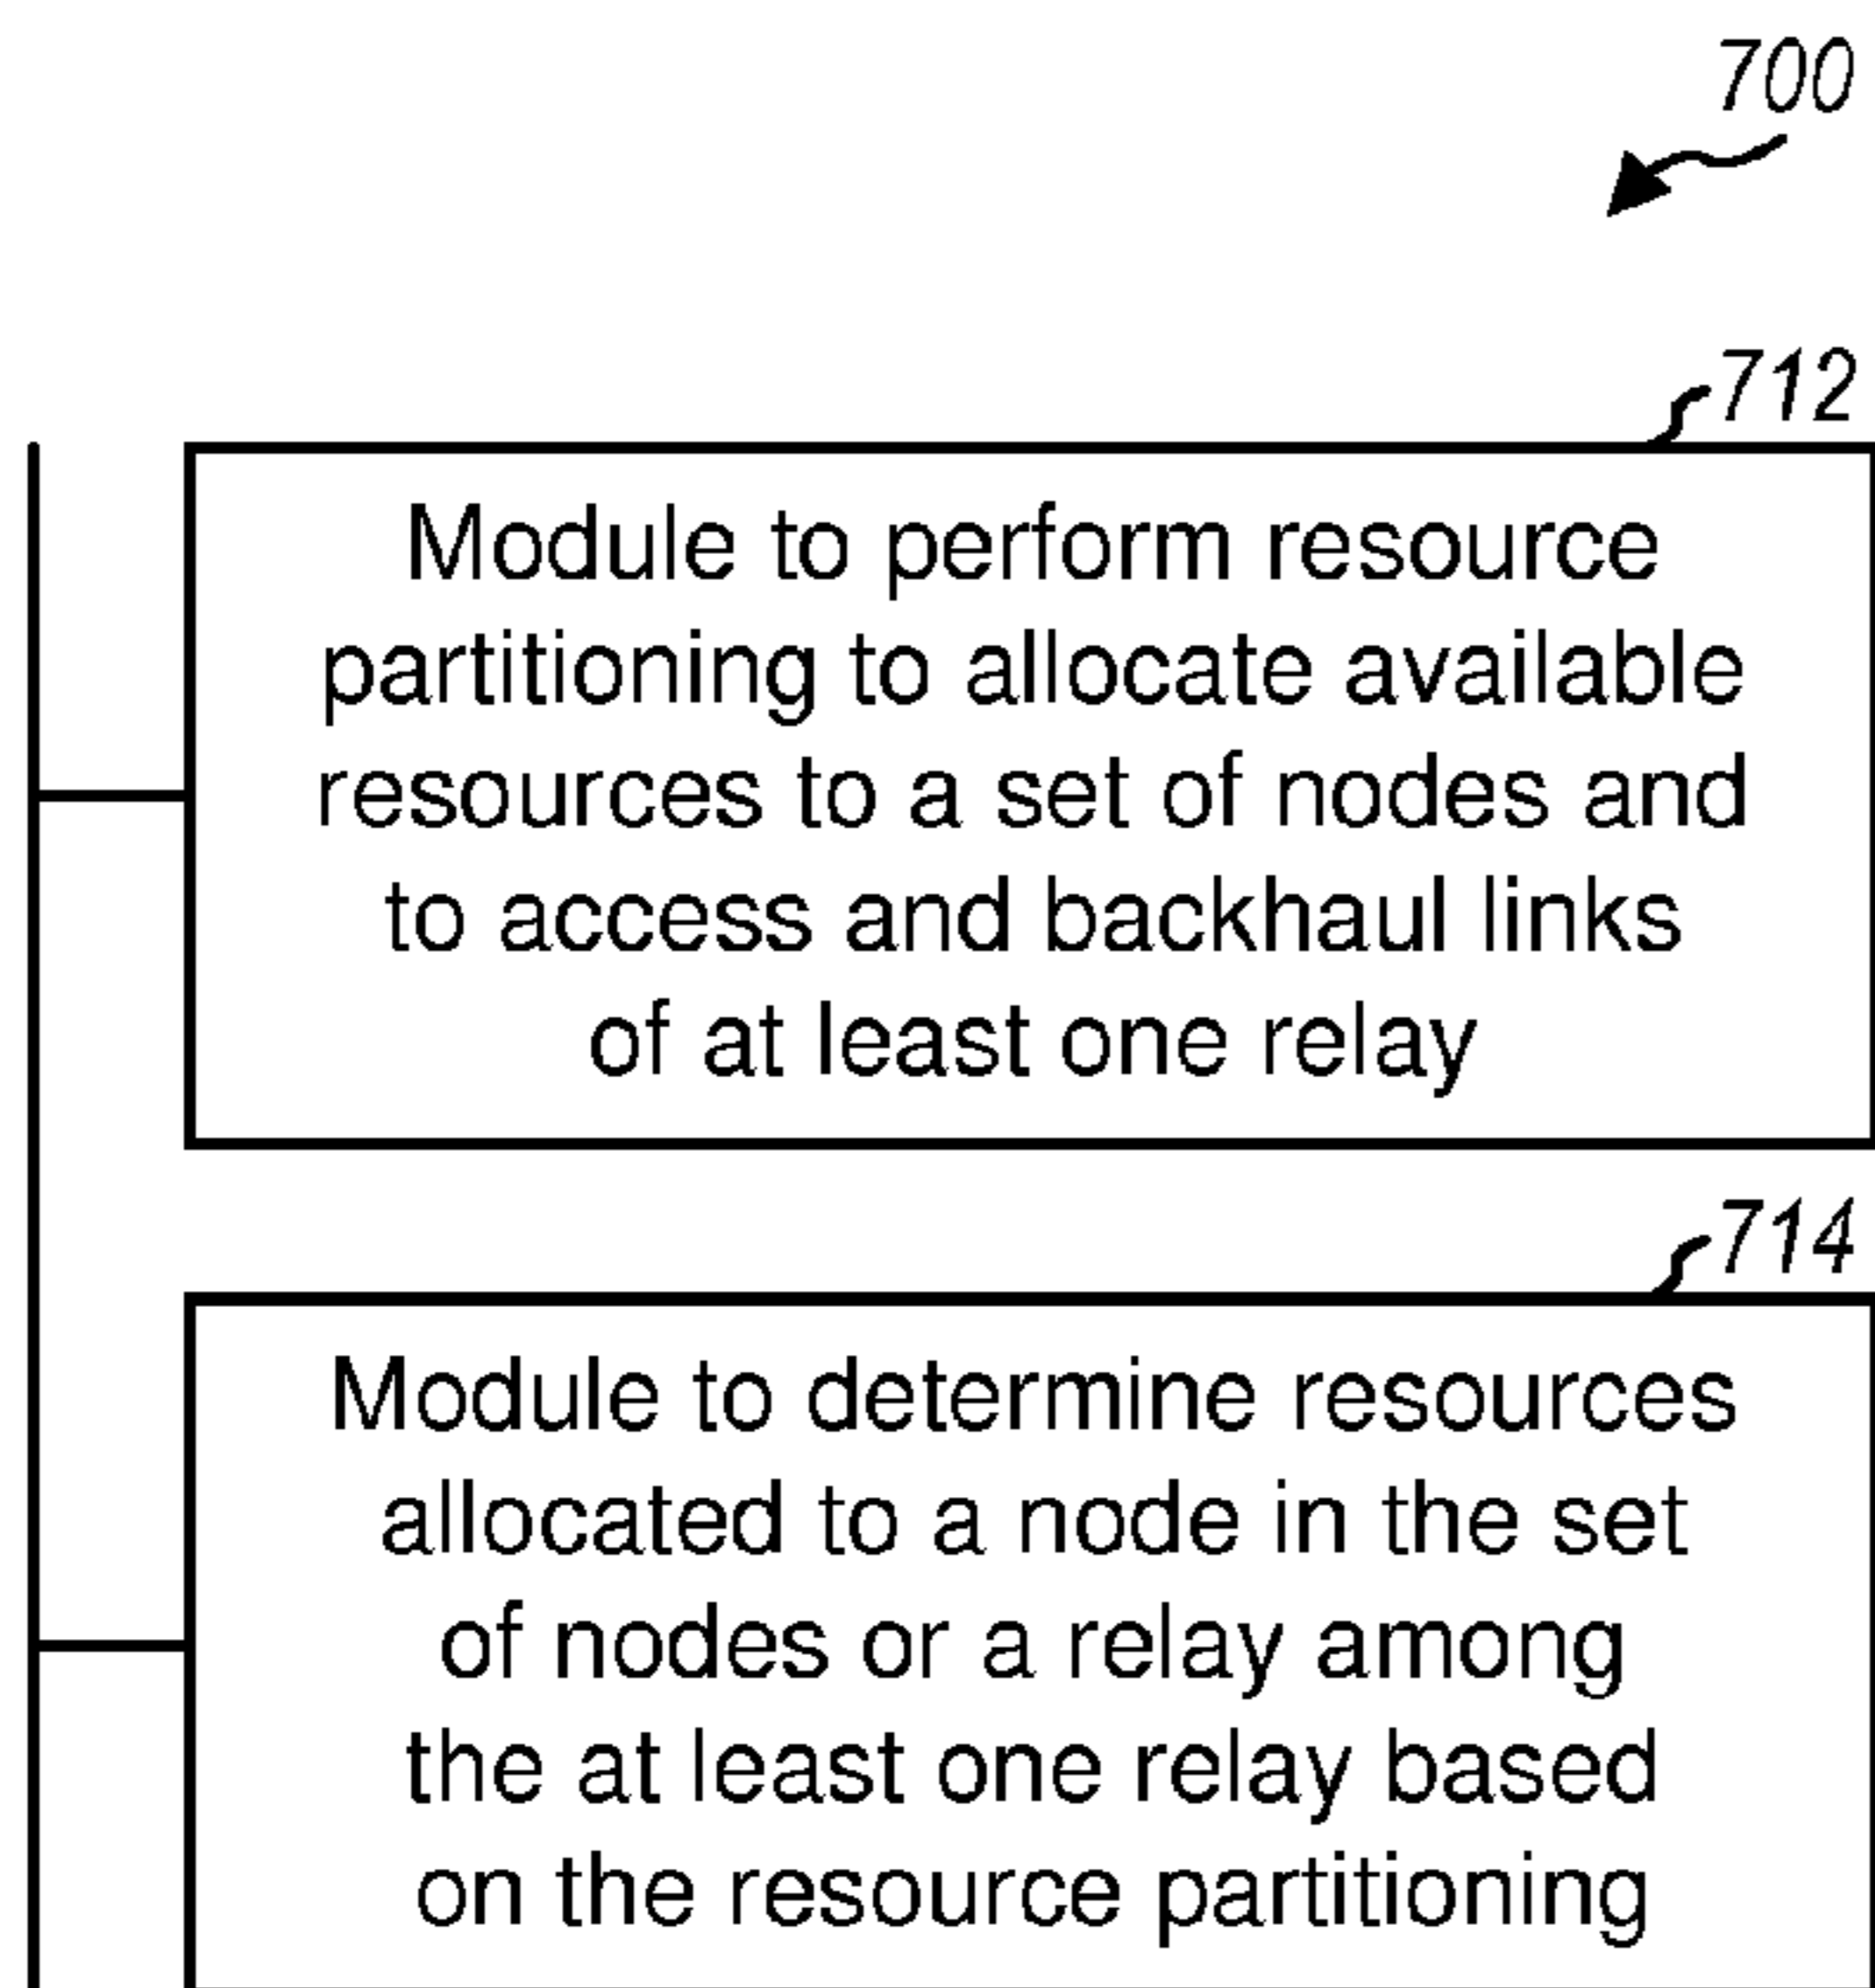 700
712
Module to perform resource
partitioning to allocate available
resources to a set of nodes and
to access and backhaul links
of at least one relay
714
Module to determine resources
allocated to a node in the set
of nodes or a relay among
the at least one relay based
on the resource partitioning